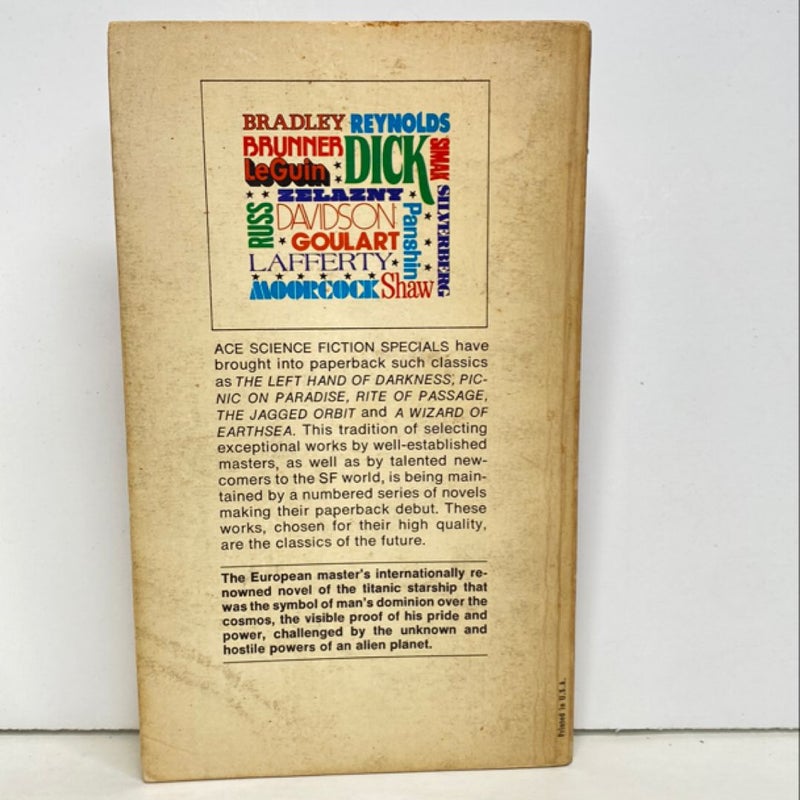 BRADLEY REYNOLDS
BRUNNER DICK SIMAK
LeGuin
ZELAZNY SILVERBERG
RUSS DAVIDSON Panshin
GOULART
LAFFERTY
MOORCOCK Shaw
ACE SCIENCE FICTION SPECIALS have
brought into paperback such classics
as THE LEFT HAND OF DARKNESS, PIC-
NIC ON PARADISE, RITE OF PASSAGE,
THE JAGGED ORBIT and A WIZARD OF
EARTHSEA. This tradition of selecting
exceptional works by well-established
masters, as well as by talented new-
comers to the SF world, is being main-
tained by a numbered series of novels
making their paperback debut. These
works, chosen for their high quality,
are the classics of the future.
The European master's internationally re-
nowned novel of the titanic starship that
was the symbol of man's dominion over the
cosmos, the visible proof of his pride and
power, challenged by the unknown and
hostile powers of an alien planet.
Printed in U.S.A.